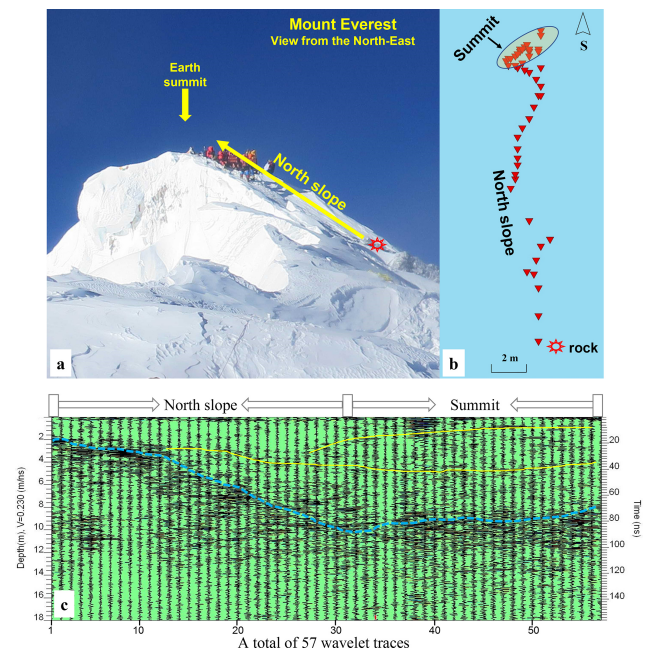 Mount Everest
View from the North-East
Earth
summit
North slope
a
Summit
S
North slope
rock
2 m
b
North slope
Summit
2
4
6
8
10
12
14
16
18
Depth(m), V=0.230 (m/ns)
20
40
60
80
100
120
140
Time (ns)
c
1
10
20
30
40
50
A total of 57 wavelet traces